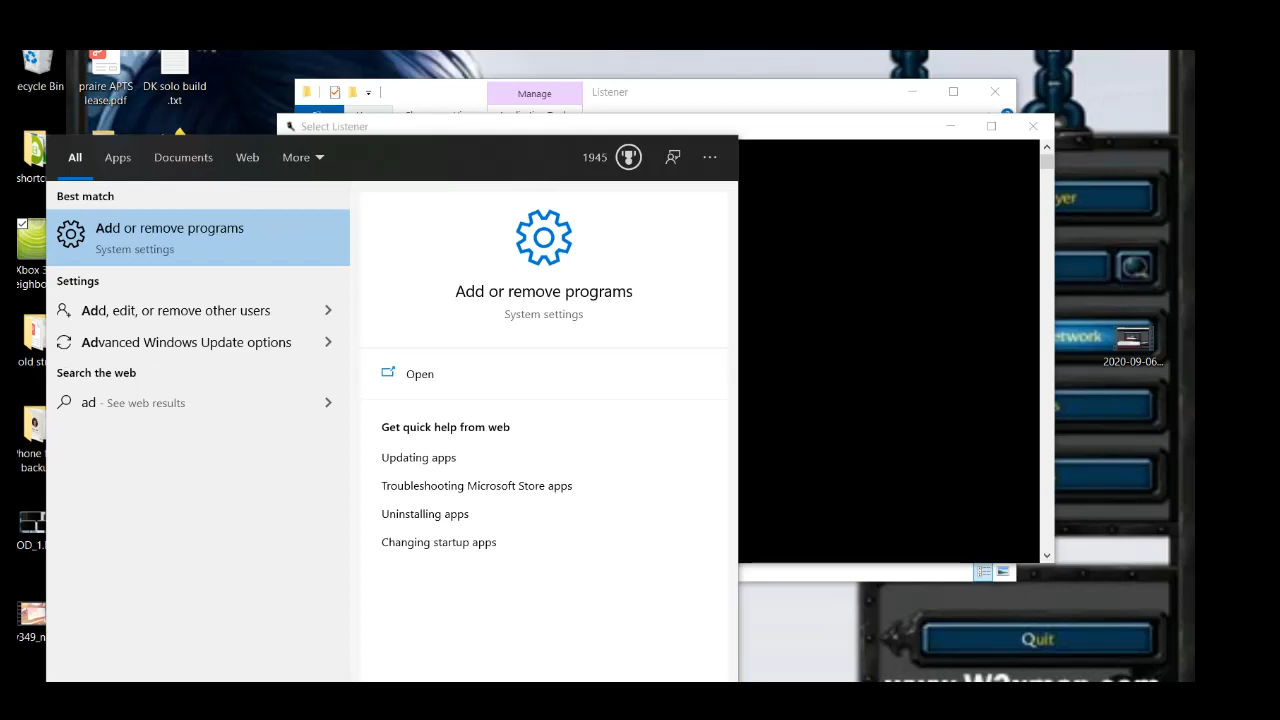 ecycle Bin
praire APTS
lease.pdf
DK solo build
.txt
Manage
Listener
Select Listener
All
Apps
Documents
Web
More
1945
Best match
Add or remove programs
System settings
Settings
Add, edit, or remove other users
Advanced Windows Update options
Search the web
ad - See web results
Add or remove programs
System settings
Open
Get quick help from web
Updating apps
Troubleshooting Microsoft Store apps
Uninstalling apps
Changing startup apps
shortc
Xbox 3
eighbo
old st
hone
backu
OD_1.
v349_n
yer
etwork
2020-09-06...
s
Quit